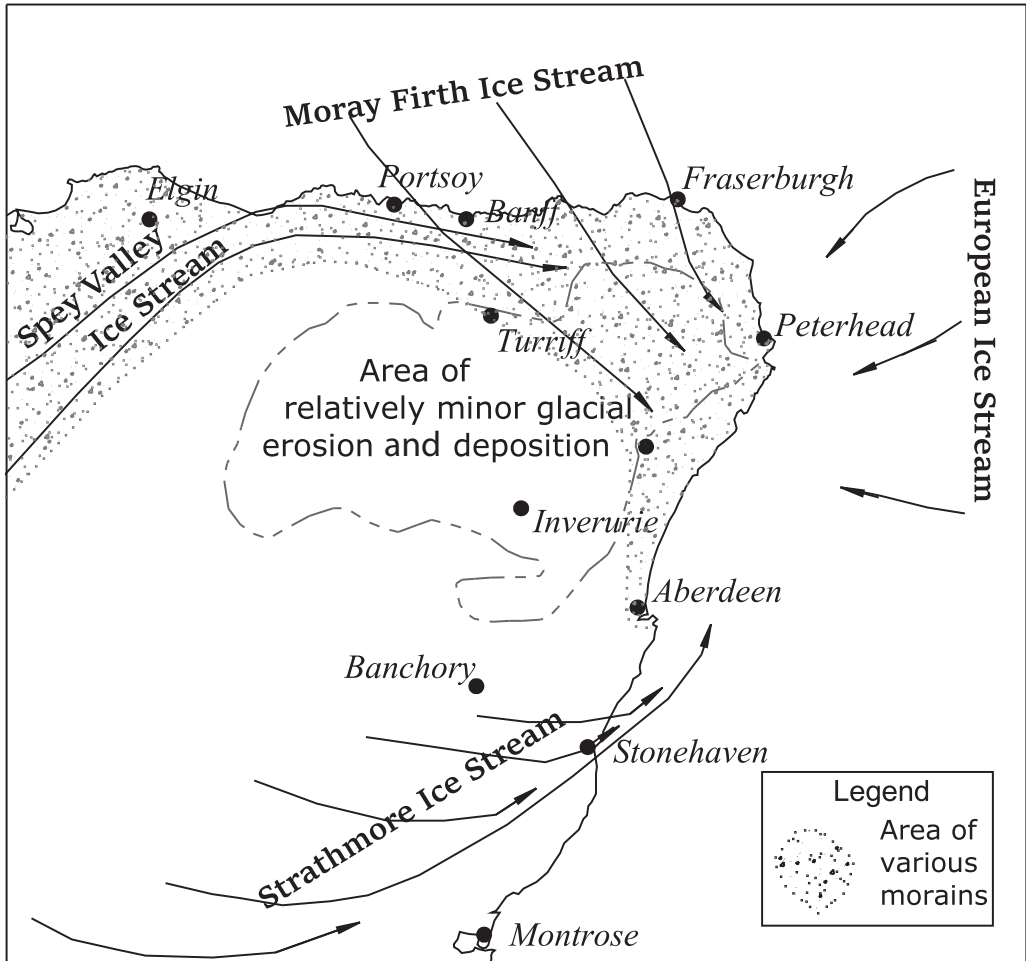 Moray Firth Ice Stream
Portsoy
Fraserburgh
Elgin
Banff
European Ice Stream
Spey Valley
Ice Stream
Peterhead
Turriff
Area of
relatively minor glacial
erosion and deposition
Inverurie
Aberdeen
Banchory
Stonehaven
Strathmore Ice Stream
Montrose
Legend
Area of
various
morains